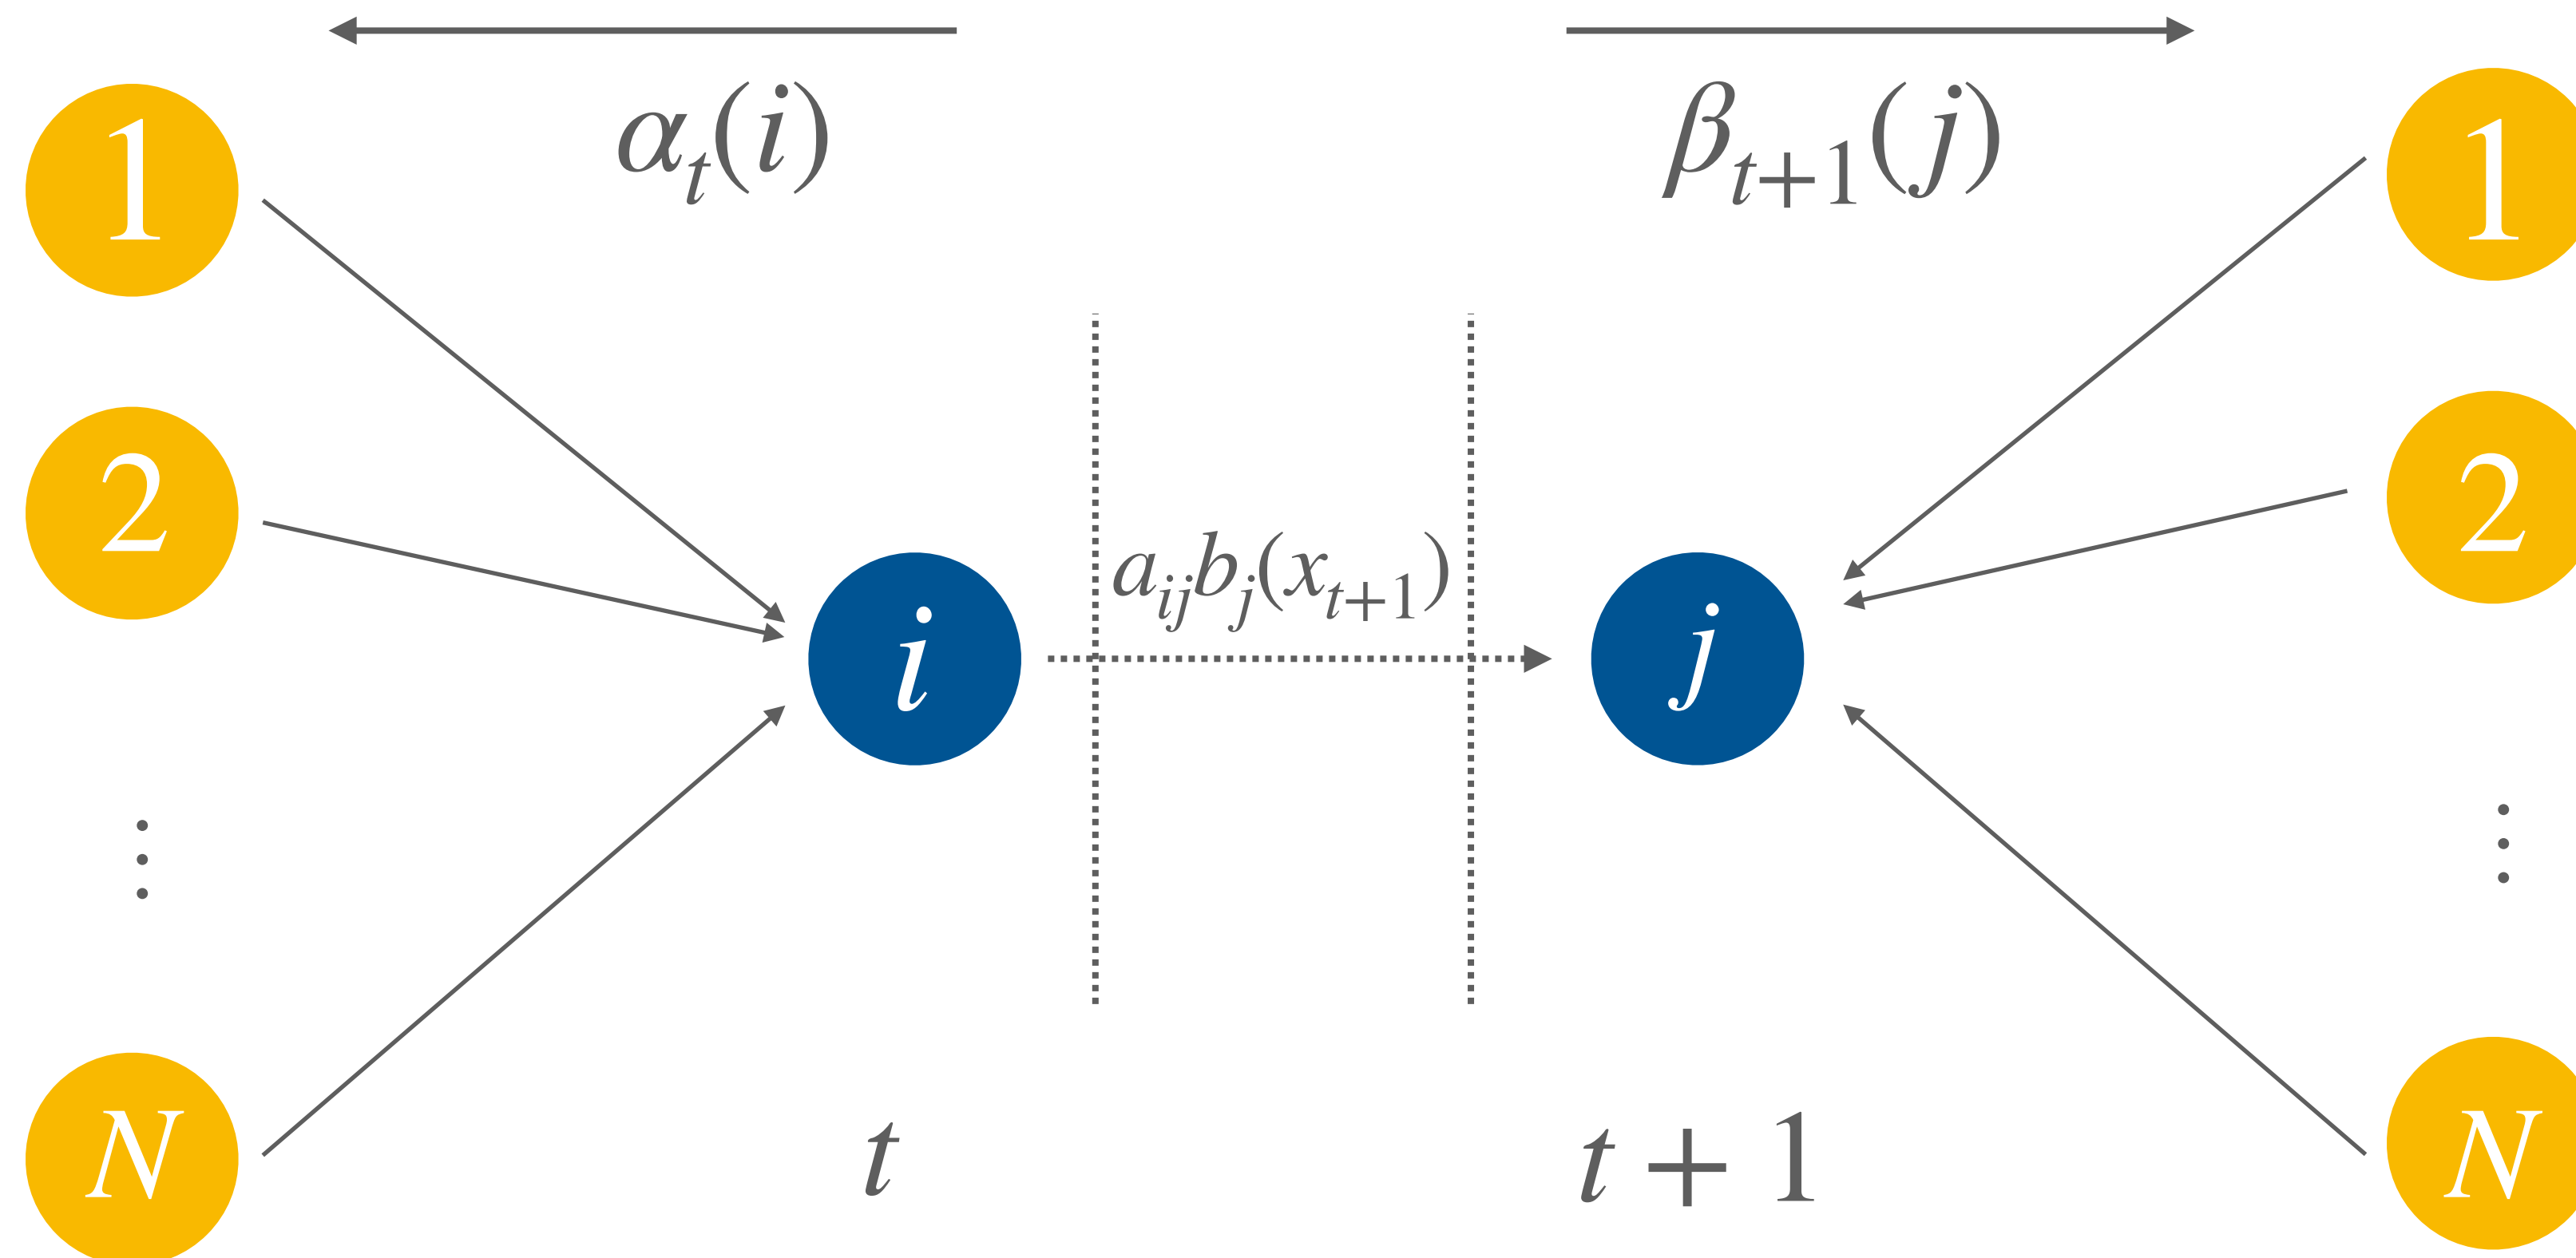 α_t(i) β_{t+1}(j)
1 1
2 2
a_{ij}b_j(x_{t+1})
i j
⋮ ⋮
N N
t t + 1